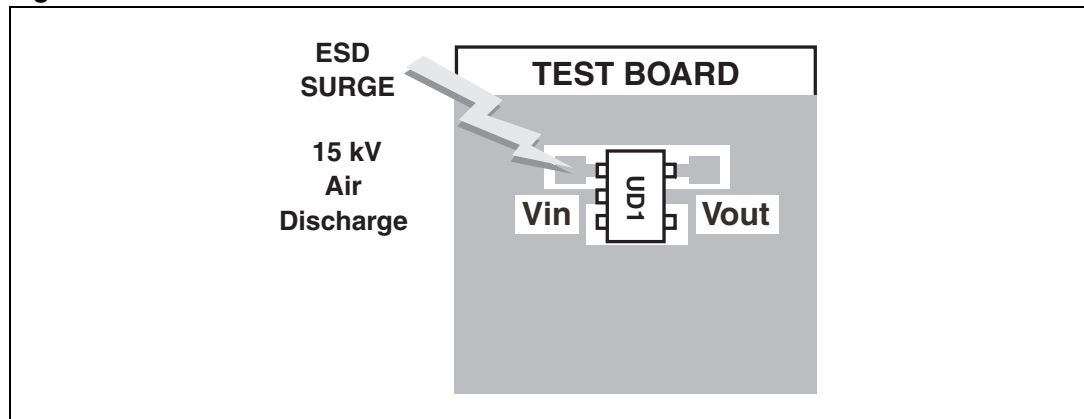 ESD
SURGE
TEST BOARD
15 kV
Air
Discharge
UD1
Vin
Vout